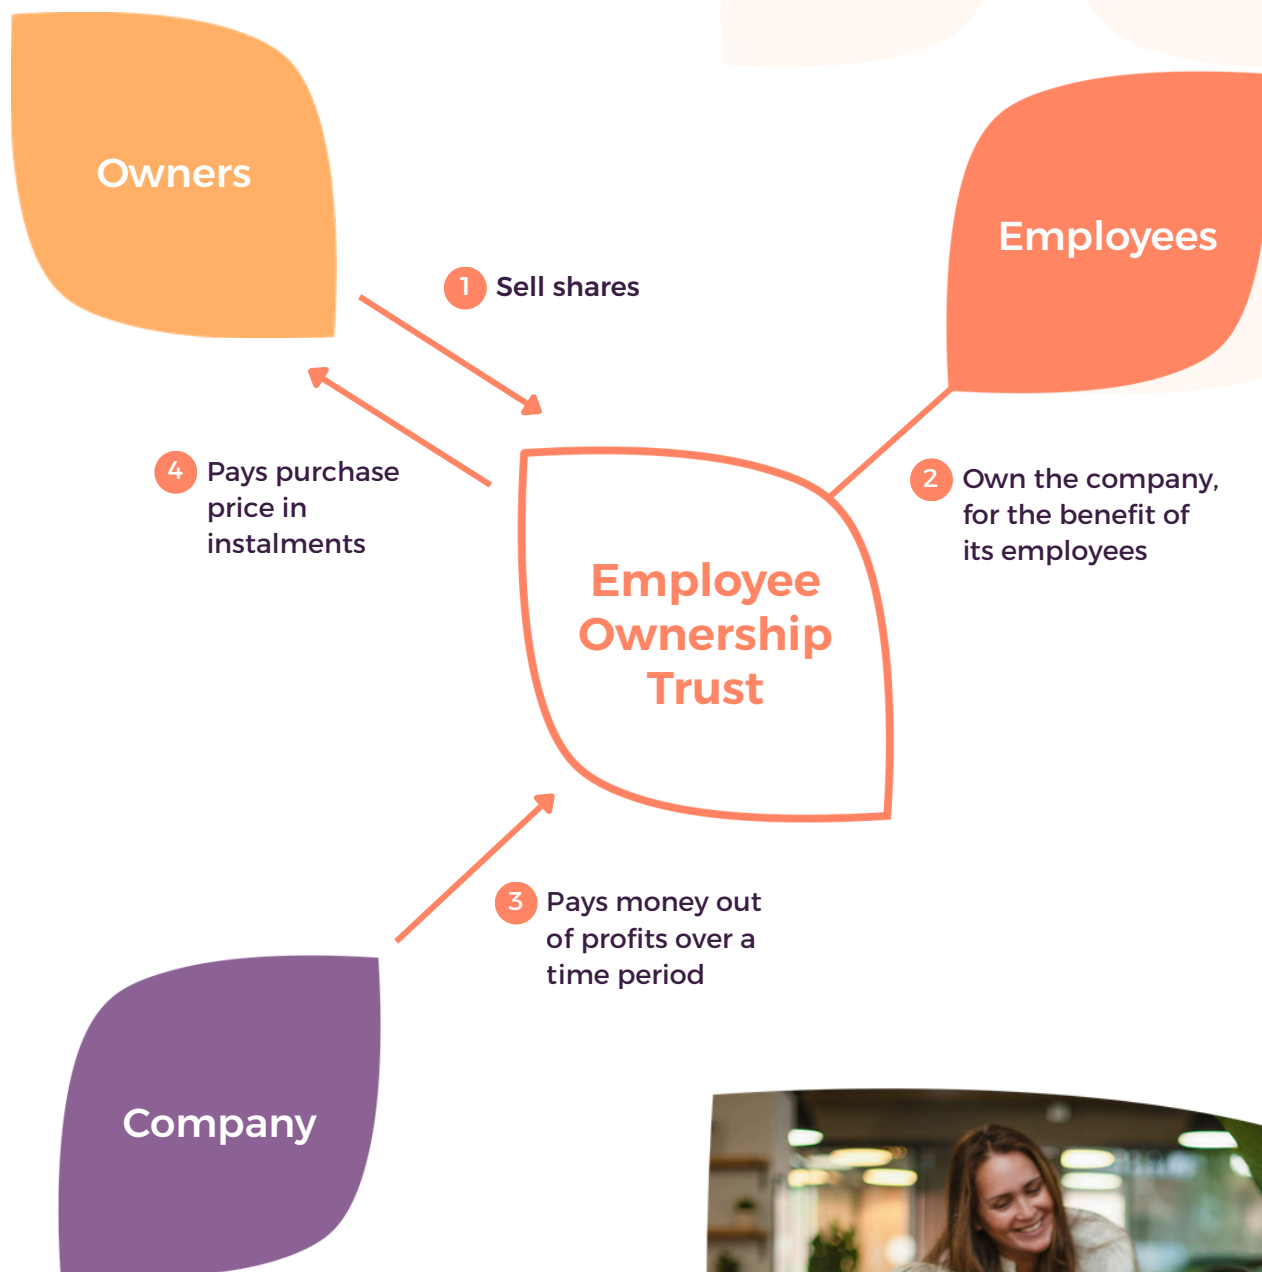 Owners
Employees
1 Sell shares
4 Pays purchase
price in
instalments
2 Own the company,
for the benefit of
its employees
Employee
Ownership
Trust
3 Pays money out
of profits over a
time period
Company